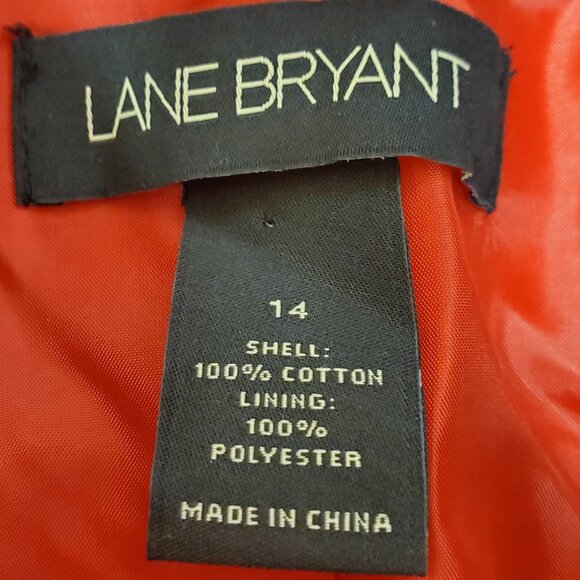 LANE BRYANT
14
SHELL:
100% COTTON
LINING:
100%
POLYESTER
MADE IN CHINA